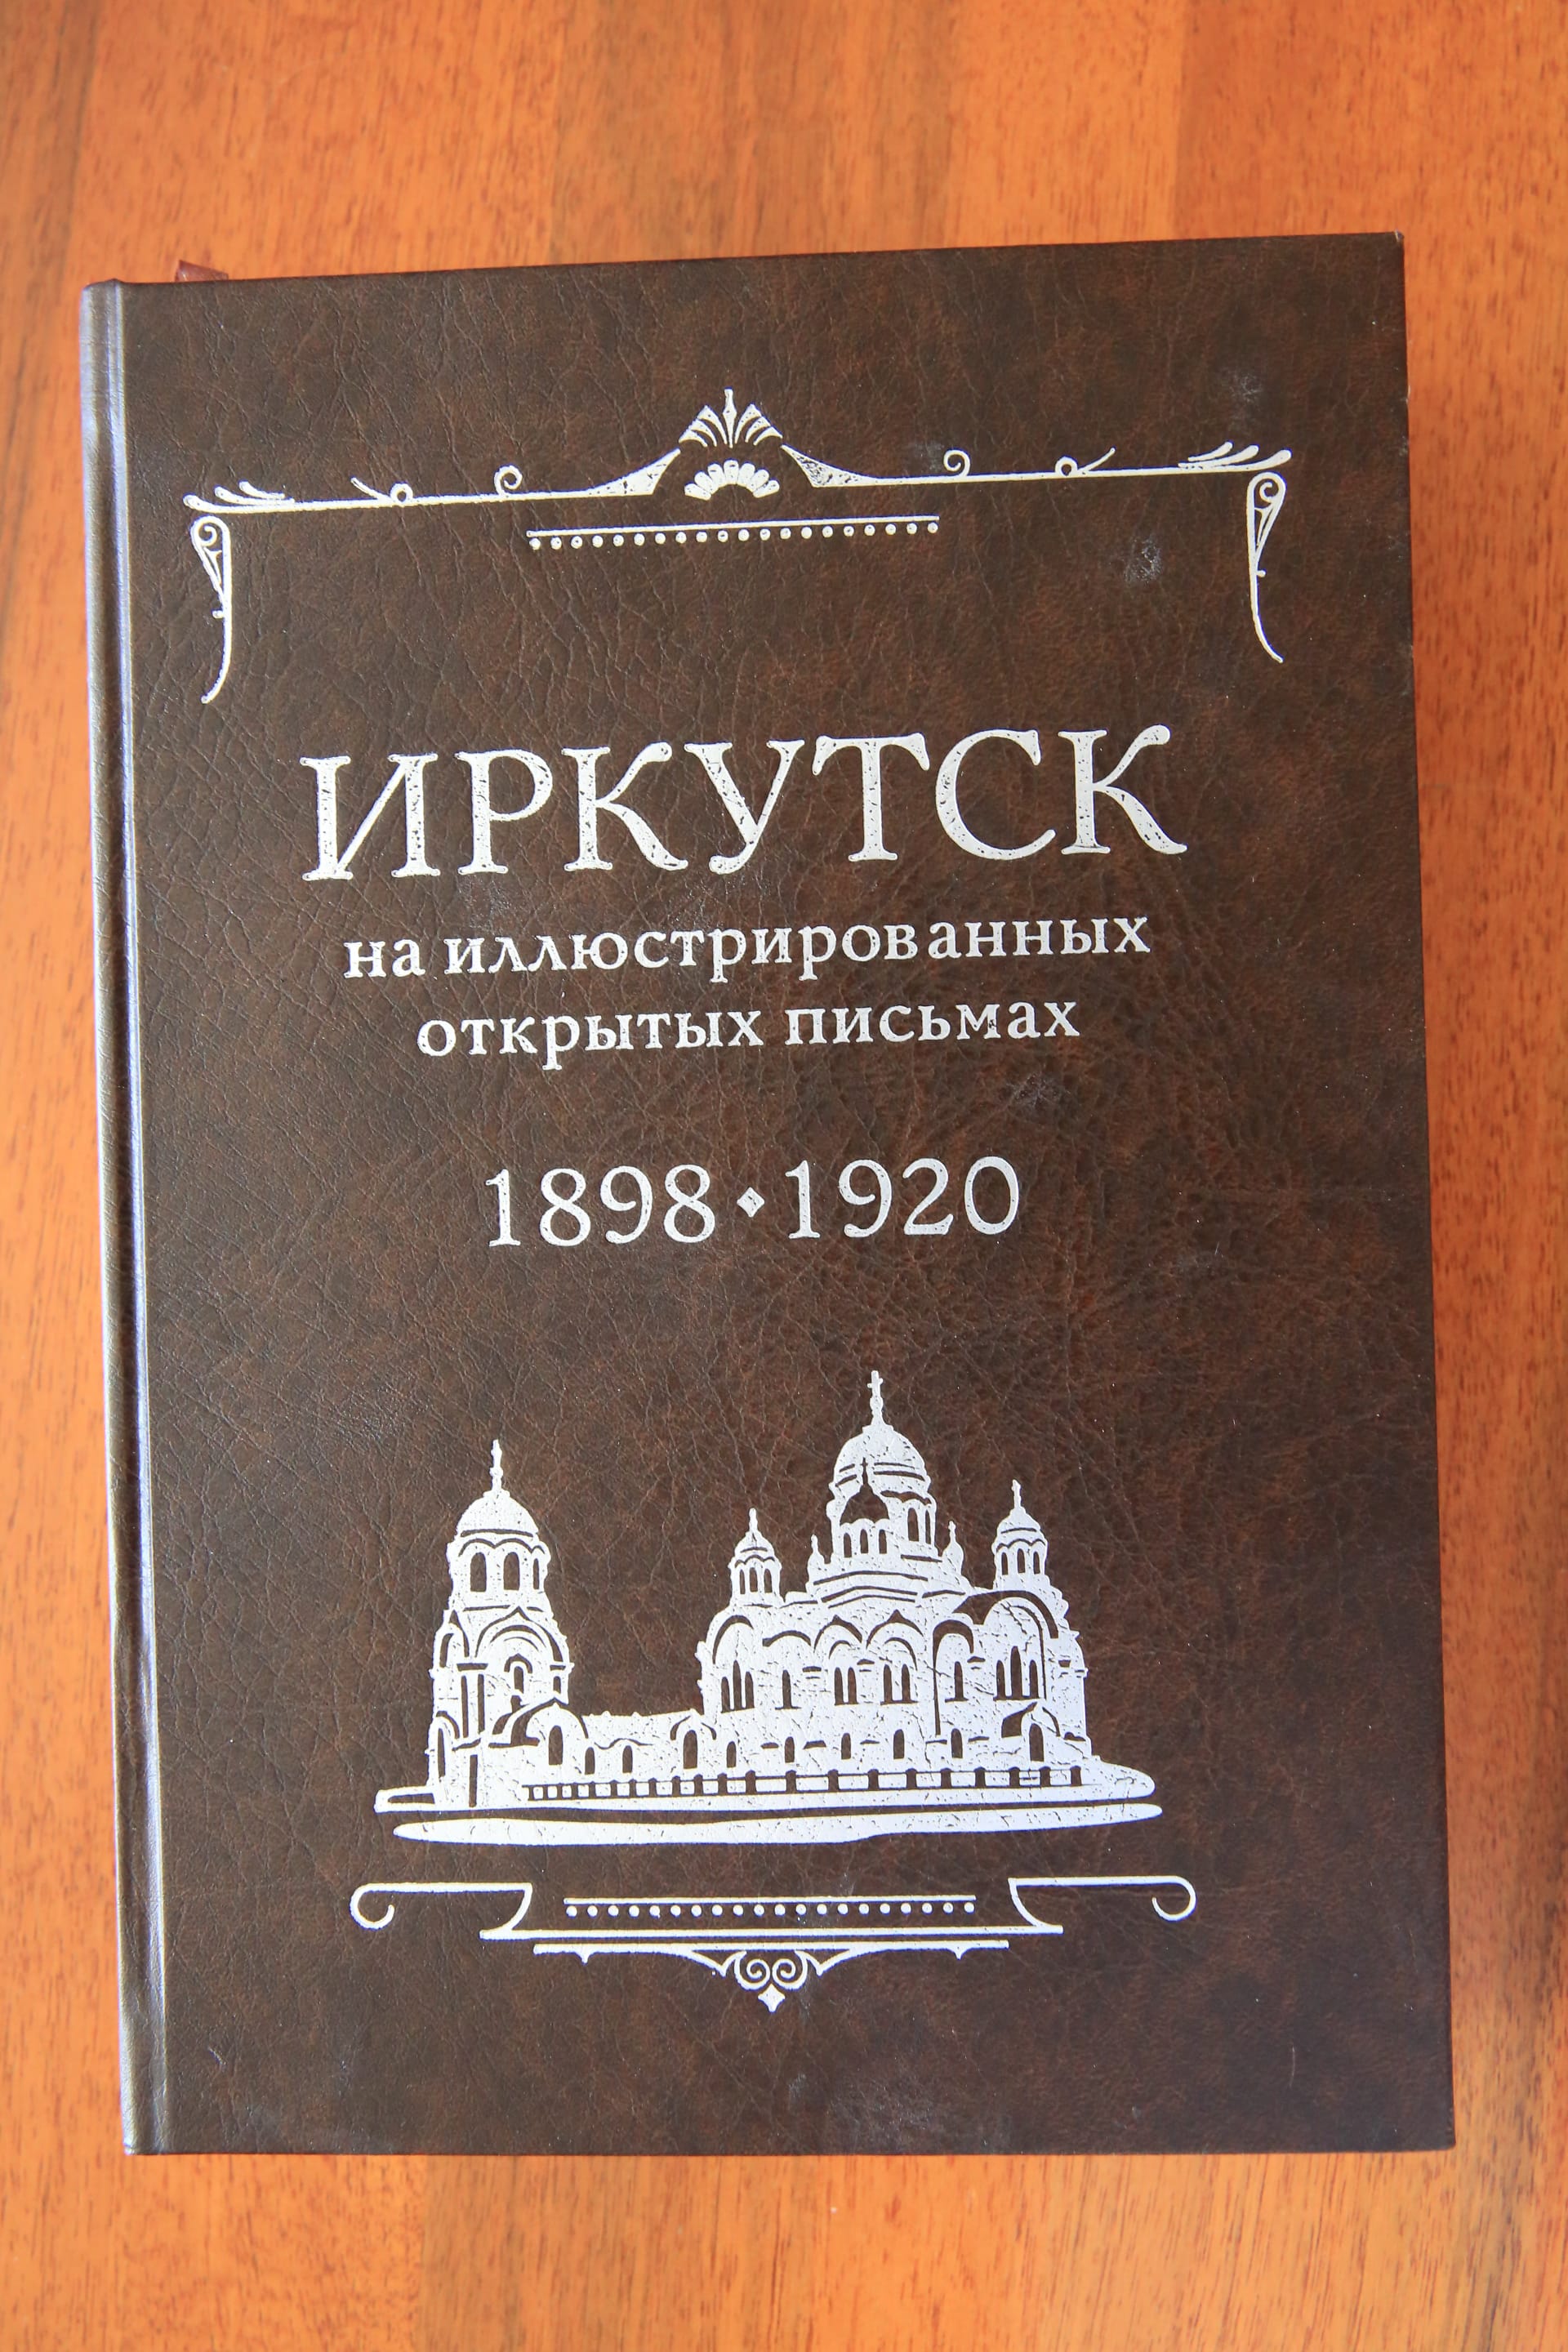 ИРКУТСК
на иллюстрированных
открытых письмах
1898 ⬩ 1920